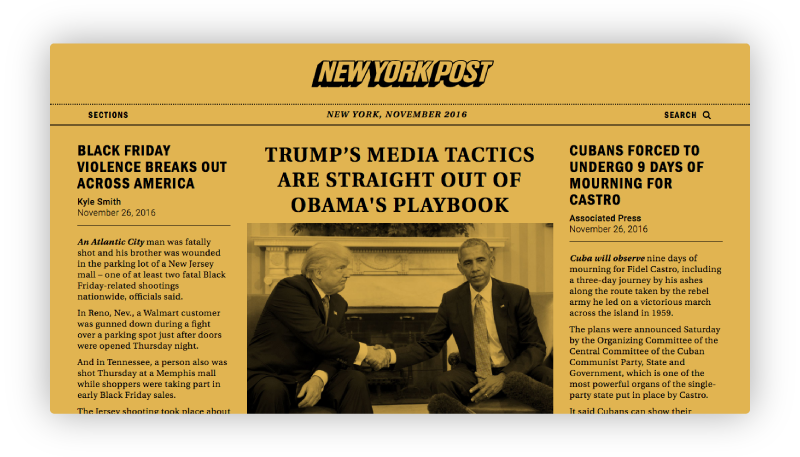 NEW YORK POST
SECTIONS
NEW YORK, NOVEMBER 2016
SEARCH
BLACK FRIDAY
VIOLENCE BREAKS OUT
ACROSS AMERICA
Kyle Smith
November 26, 2016
An Atlantic City man was fatally
shot and his brother was wounded
in the parking lot of a New Jersey
mall – one of at least two fatal Black
Friday-related shootings
nationwide, officials said.
In Reno, Nev., a Walmart customer
was gunned down during a fight
over a parking spot just after doors
were opened Thursday night.
And in Tennessee, a person also was
shot Thursday at a Memphis mall
while shoppers were taking part in
early Black Friday sales.
The Jersey shooting took place about
TRUMP’S MEDIA TACTICS
ARE STRAIGHT OUT OF
OBAMA'S PLAYBOOK
CUBANS FORCED TO
UNDERGO 9 DAYS OF
MOURNING FOR
CASTRO
Associated Press
November 26, 2016
Cuba will observe nine days of
mourning for Fidel Castro, including
a three-day journey by his ashes
along the route taken by the rebel
army he led on a victorious march
across the island in 1959.
The plans were announced Saturday
by the Organizing Committee of the
Central Committee of the Cuban
Communist Party, State and
Government, which is one of the
most powerful organs of the single-
party state put in place by Castro.
It said Cubans can show their